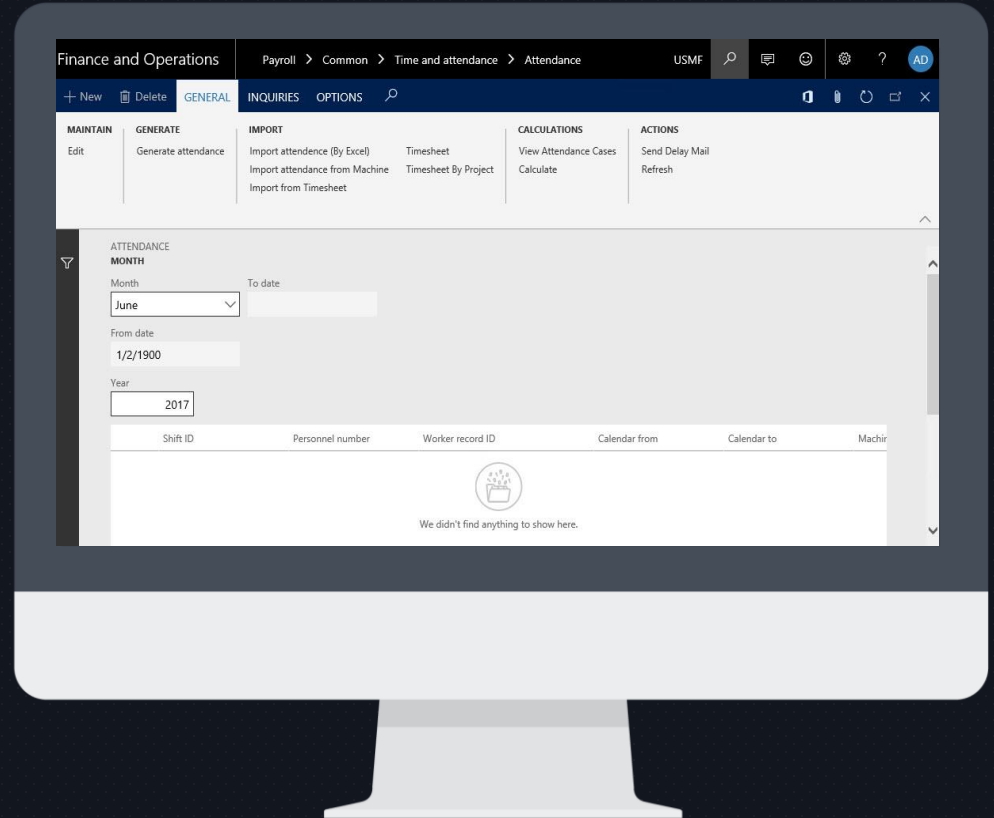 Finance and Operations Payroll > Common > Time and attendance > Attendance USMF ? AD
+ New Delete GENERAL INQUIRIES OPTIONS
MAINTAIN GENERATE IMPORT CALCULATIONS ACTIONS
Edit Generate attendance Import attendence (By Excel) Timesheet View Attendance Cases Send Delay Mail
Import attendance from Machine Timesheet By Project Calculate Refresh
Import from Timesheet
ATTENDANCE
MONTH
Month To date
June
From date
1/2/1900
Year
2017
Shift ID Personnel number Worker record ID Calendar from Calendar to Machin
We didn't find anything to show here.